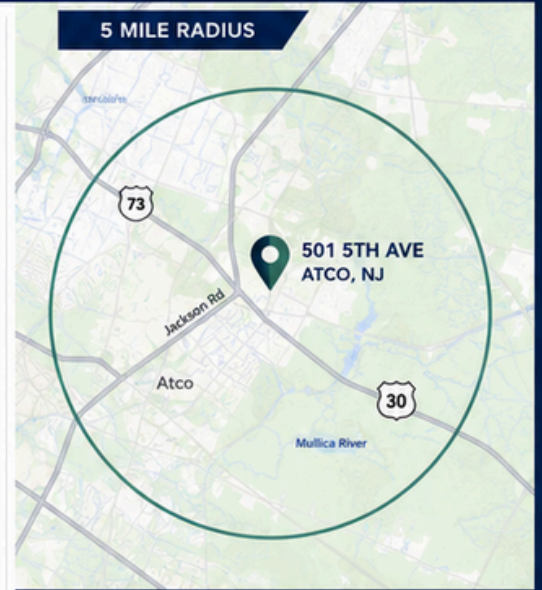 5 MILE RADIUS
73
501 5TH AVE
ATCO, NJ
Jackson Rd
Atco
30
Mullica River